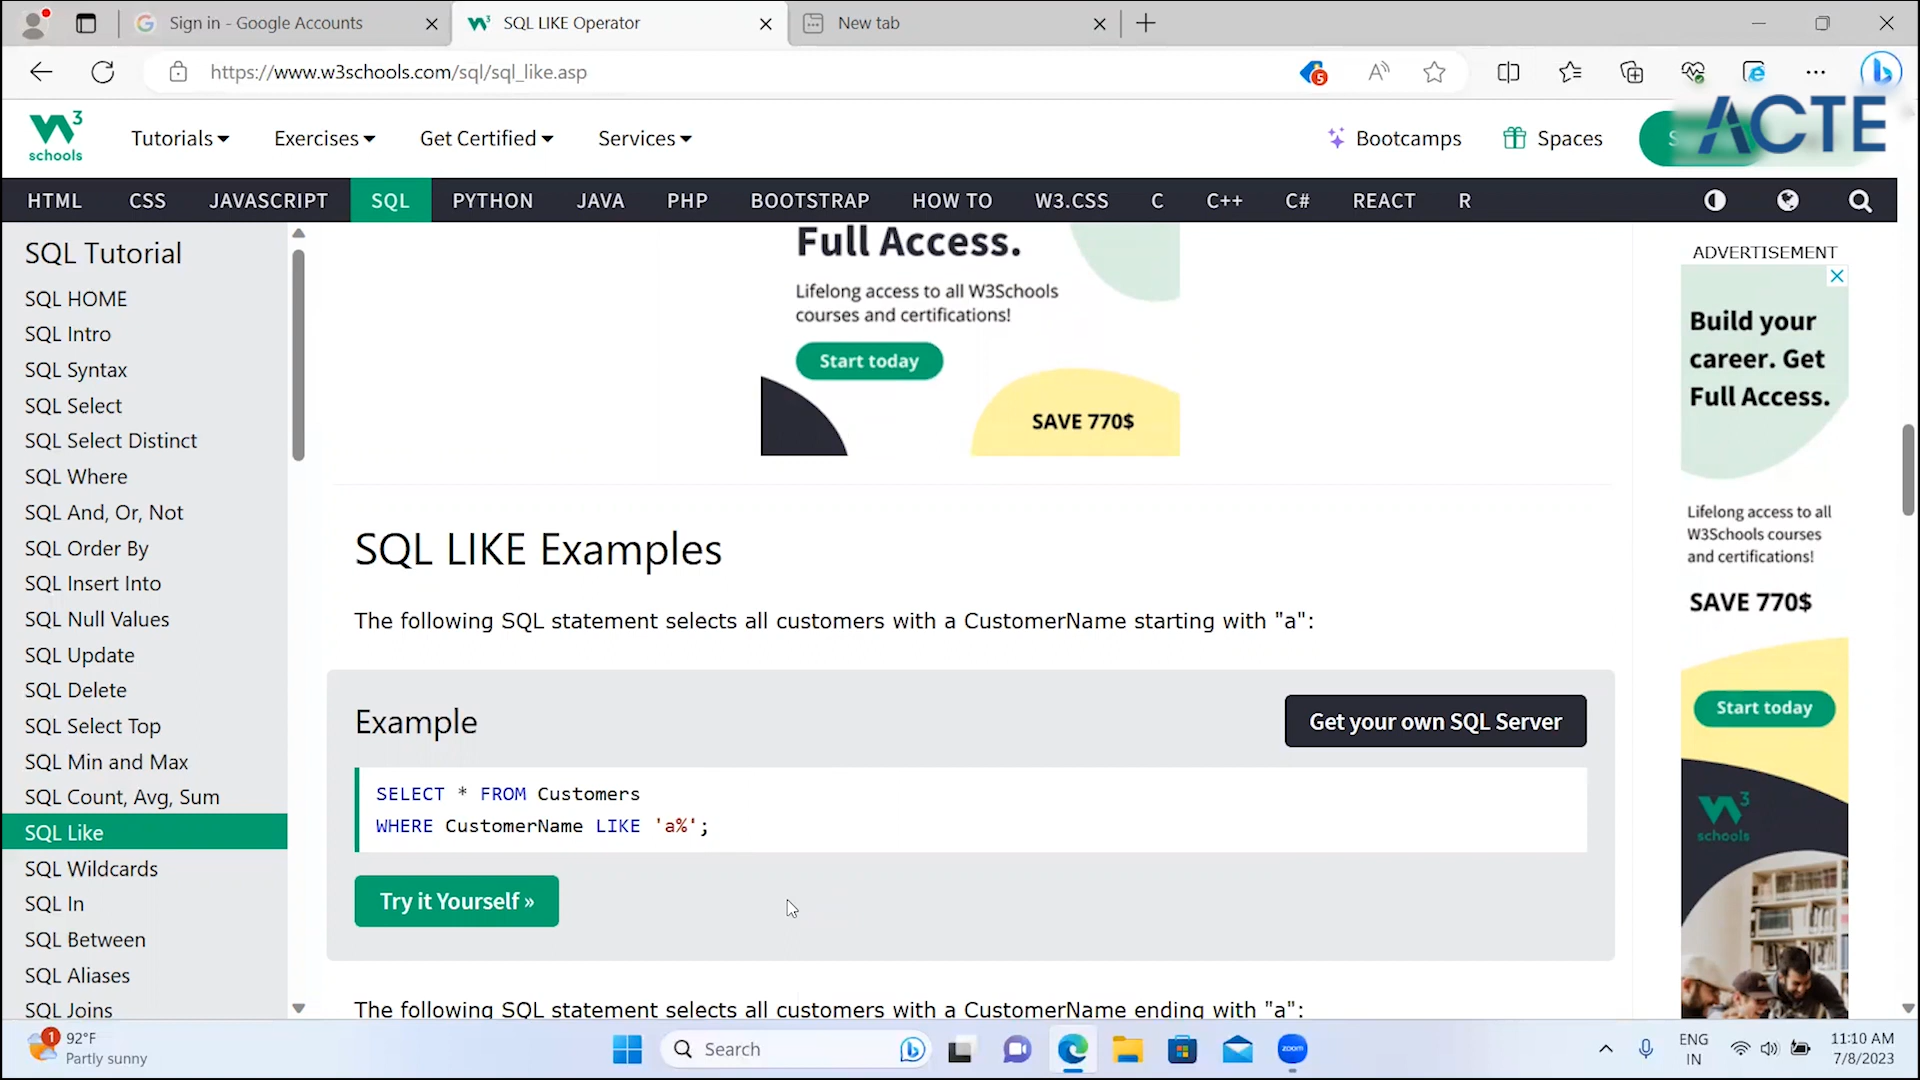 Sign in - Google Accounts
SQL LIKE Operator
New tab
https://www.w3schools.com/sql/sql_like.asp
5
ACTE
W3
schools
Tutorials
Exercises
Get Certified
Services
Bootcamps
Spaces
HTML
CSS
JAVASCRIPT
SQL
PYTHON
JAVA
PHP
BOOTSTRAP
HOW TO
W3.CSS
C
C++
C#
REACT
R
SQL Tutorial
SQL HOME
SQL Intro
SQL Syntax
SQL Select
SQL Select Distinct
SQL Where
SQL And, Or, Not
SQL Order By
SQL Insert Into
SQL Null Values
SQL Update
SQL Delete
SQL Select Top
SQL Min and Max
SQL Count, Avg, Sum
SQL Like
SQL Wildcards
SQL In
SQL Between
SQL Aliases
SQL Joins
Full Access.
Lifelong access to all W3Schools
courses and certifications!
Start today
SAVE 770$
SQL LIKE Examples
The following SQL statement selects all customers with a CustomerName starting with "a":
Example
Get your own SQL Server
SELECT * FROM Customers
WHERE CustomerName LIKE 'a%';
Try it Yourself »
The following SQL statement selects all customers with a CustomerName ending with "a":
ADVERTISEMENT
Build your
career. Get
Full Access.
Lifelong access to all
W3Schools courses
and certifications!
SAVE 770$
Start today
W3
schools
1
92°F
Partly sunny
Search
zoom
ENG
IN
11:10 AM
7/8/2023